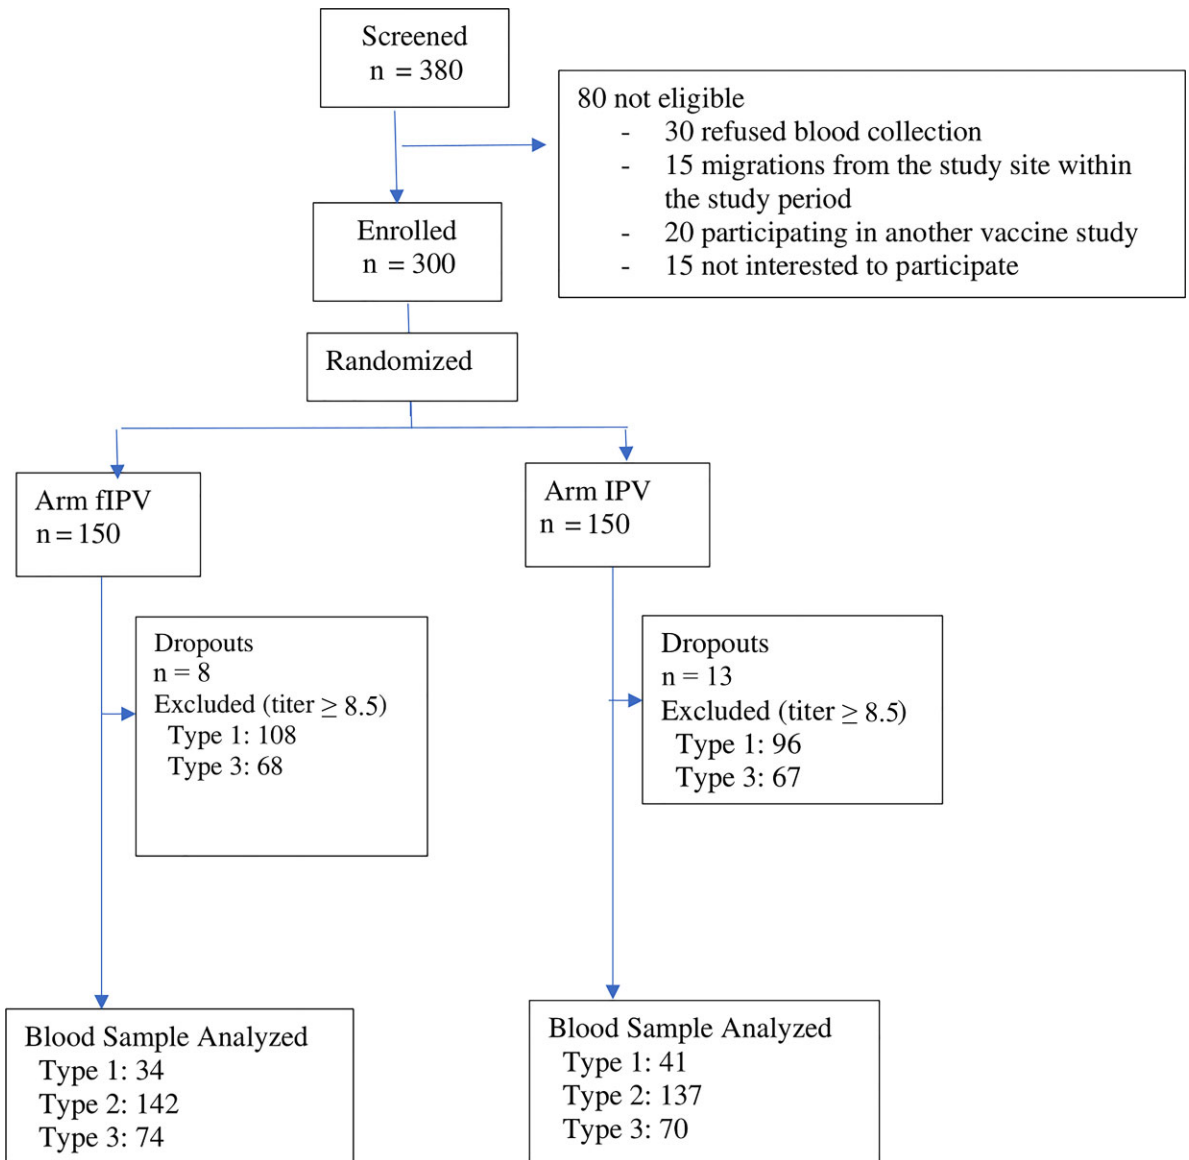 Screened
n = 380
80 not eligible
- 30 refused blood collection
- 15 migrations from the study site within
the study period
- 20 participating in another vaccine study
- 15 not interested to participate
Enrolled
n = 300
Randomized
Arm fIPV
n = 150
Arm IPV
n = 150
Dropouts
n = 8
Excluded (titer ≥ 8.5)
Type 1: 108
Type 3: 68
Dropouts
n = 13
Excluded (titer ≥ 8.5)
Type 1: 96
Type 3: 67
Blood Sample Analyzed
Type 1: 34
Type 2: 142
Type 3: 74
Blood Sample Analyzed
Type 1: 41
Type 2: 137
Type 3: 70